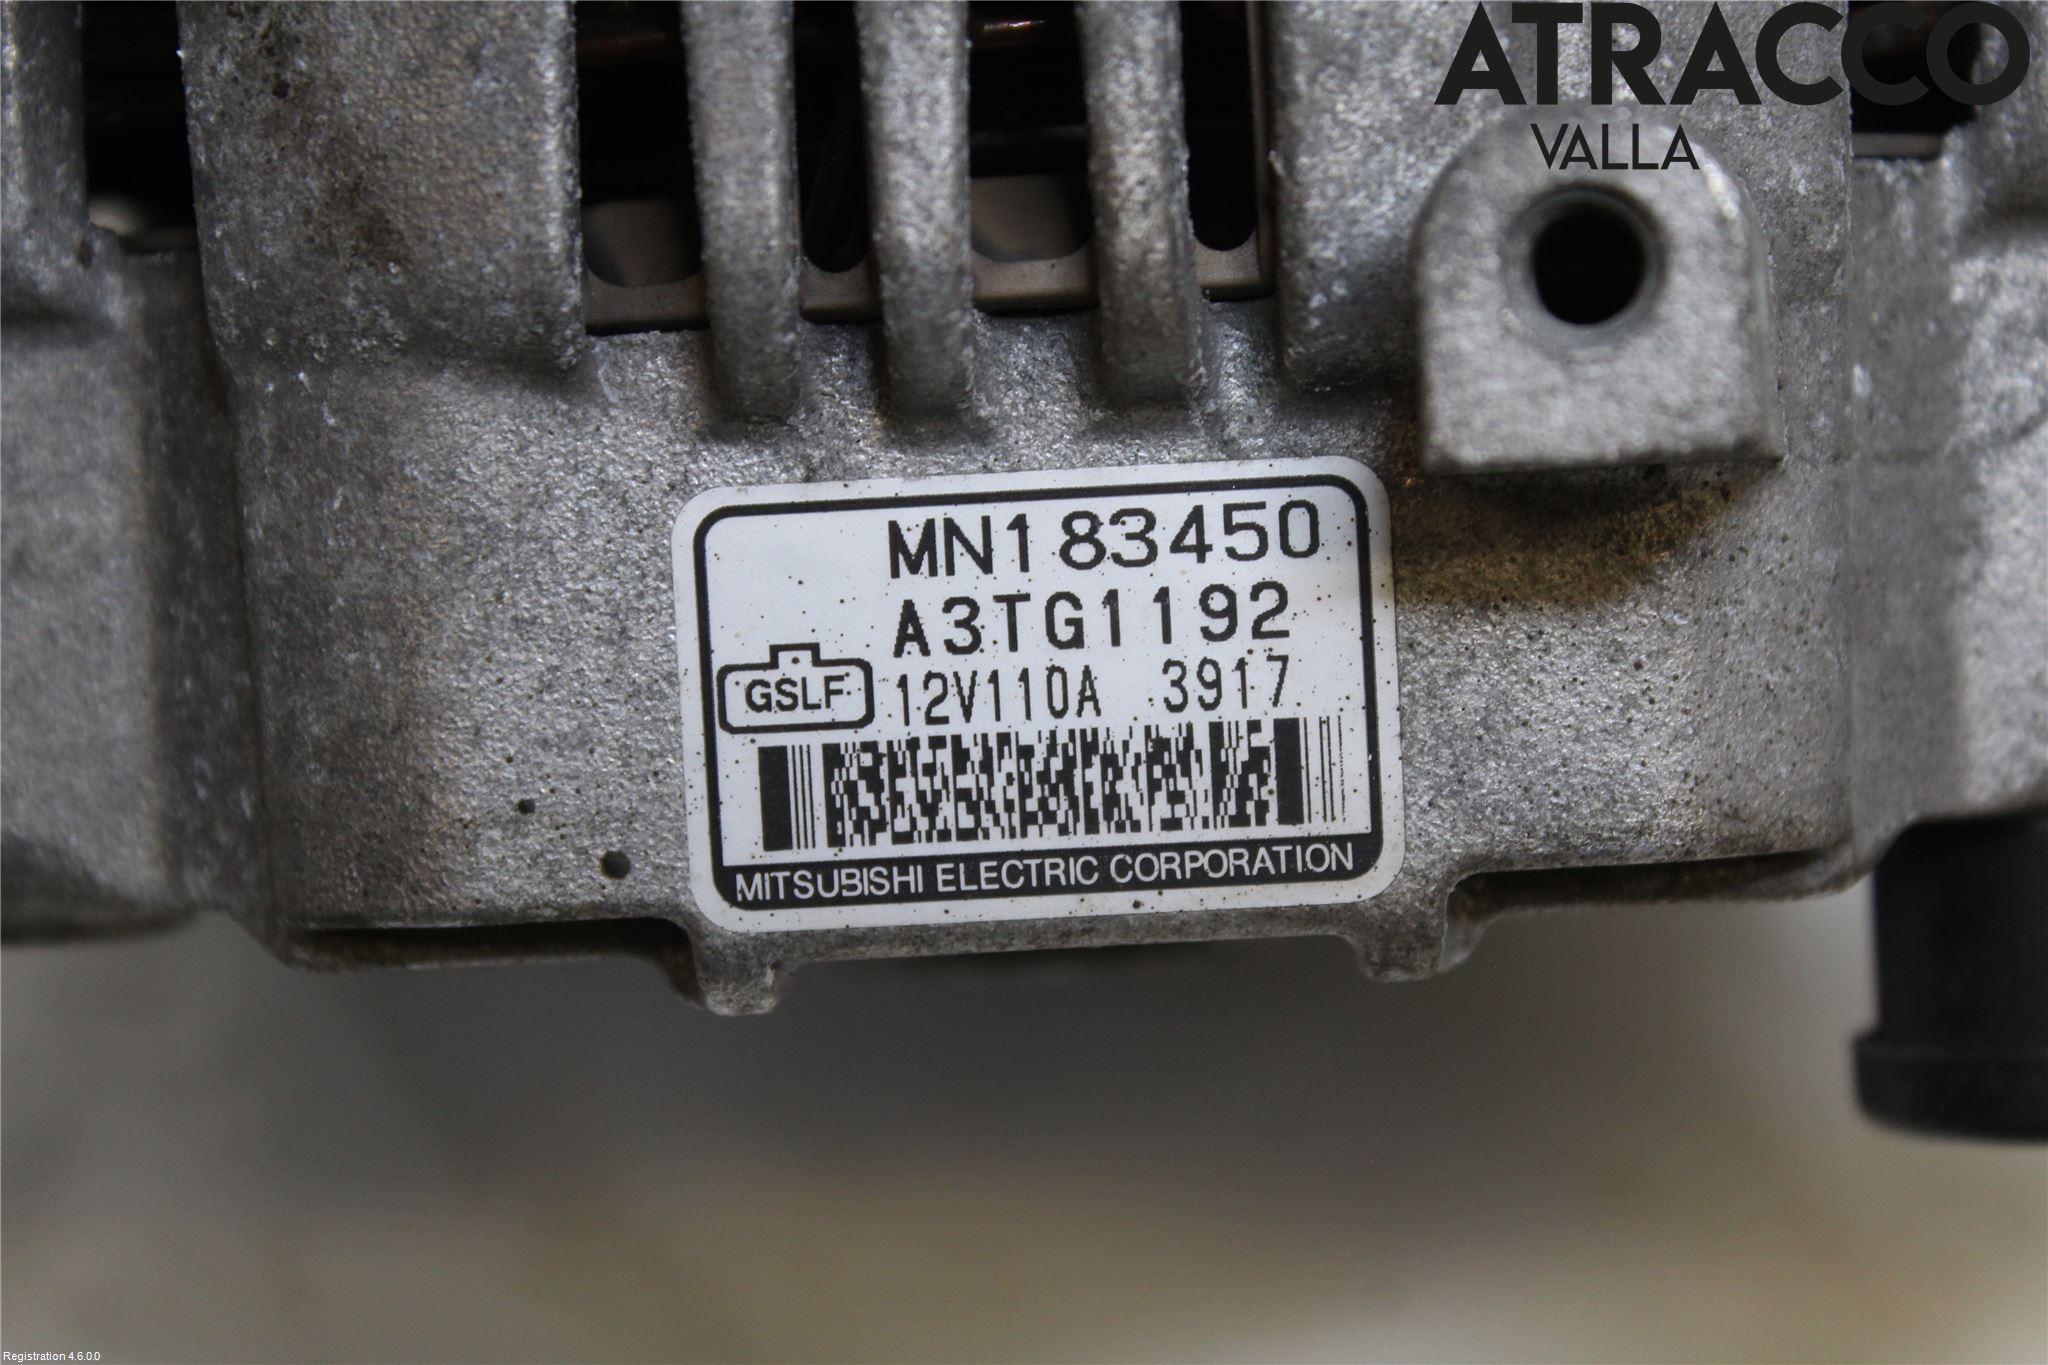 ATRACCO
VALLA
MN183450
A3TG1192
GSLF 12V110A 3917
MITSUBISHI ELECTRIC CORPORATION
Registration 4.6.0.0